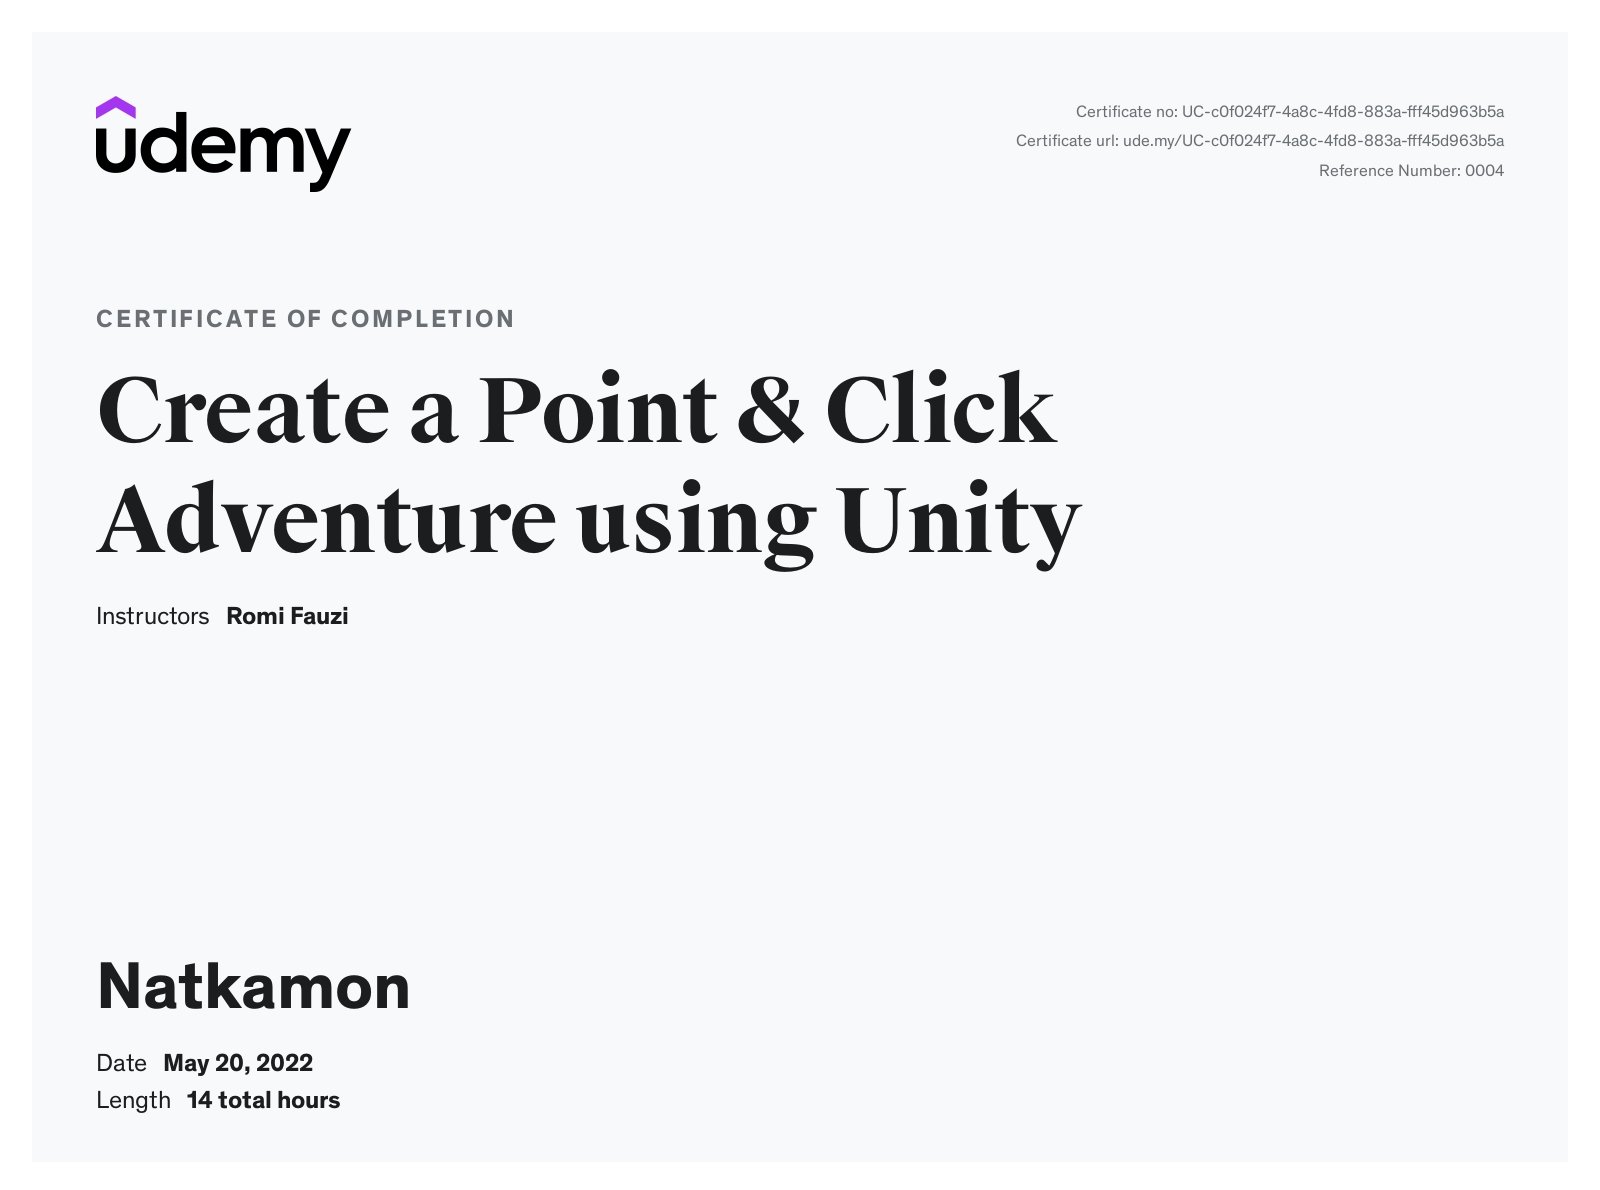 udemy
Certificate no: UC-c0f024f7-4a8c-4fd8-883a-fff45d963b5a
Certificate url: ude.my/UC-c0f024f7-4a8c-4fd8-883a-fff45d963b5a
Reference Number: 0004
CERTIFICATE OF COMPLETION
Create a Point & Click
Adventure using Unity
Instructors Romi Fauzi
Natkamon
Date May 20, 2022
Length 14 total hours